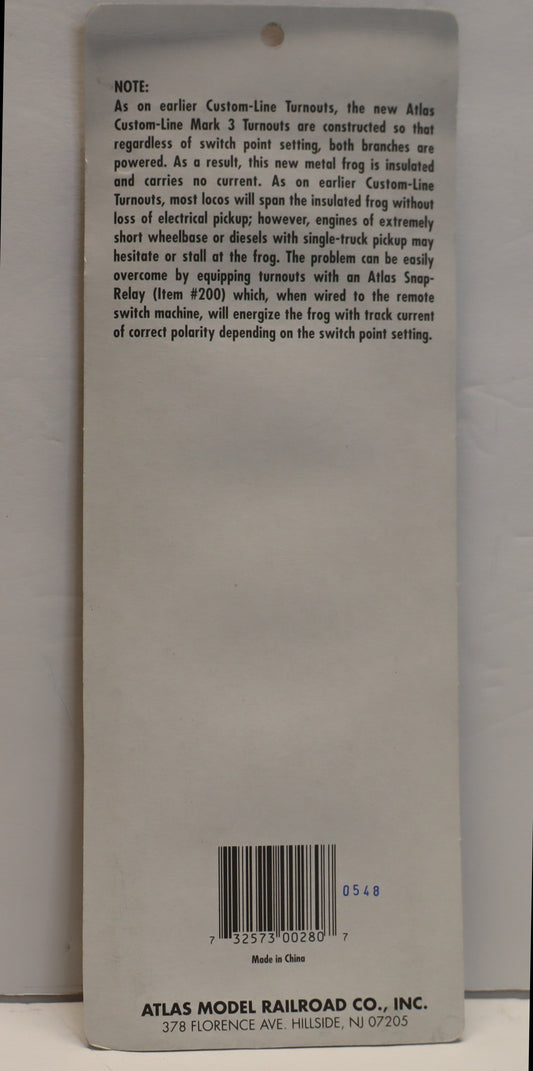 NOTE:
As on earlier Custom-Line Turnouts, the new Atlas
Custom-Line Mark 3 Turnouts are constructed so that
regardless of switch point setting, both branches are
powered. As a result, this new metal frog is insulated
and carries no current. As on earlier Custom-Line
Turnouts, most locos will span the insulated frog without
loss of electrical pickup; however, engines of extremely
short wheelbase or diesels with single-truck pickup may
hesitate or stall at the frog. The problem can be easily
overcome by equipping turnouts with an Atlas Snap-
Relay (Item #200) which, when wired to the remote
switch machine, will energize the frog with track current
of correct polarity depending on the switch point setting.
0548
7 32573 00280 7
Made in China
ATLAS MODEL RAILROAD CO., INC.
378 FLORENCE AVE. HILLSIDE, NJ 07205